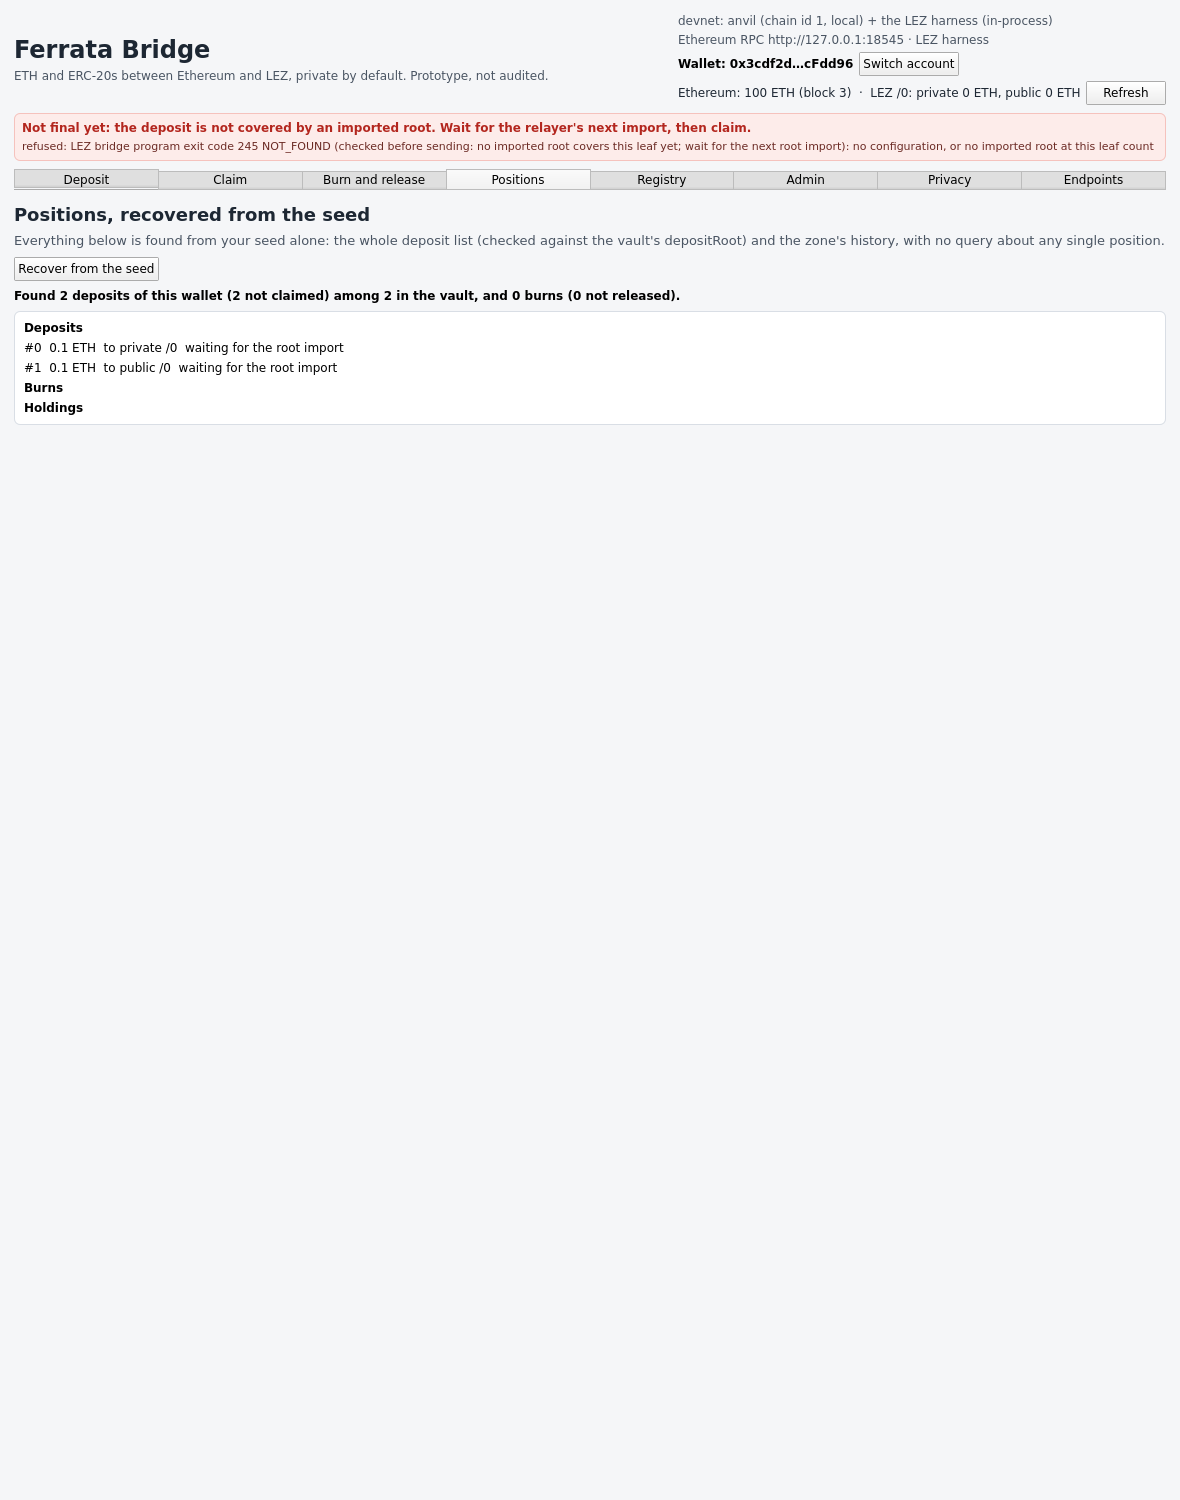 Ferrata Bridge
ETH and ERC-20s between Ethereum and LEZ, private by default. Prototype, not audited.
devnet: anvil (chain id 1, local) + the LEZ harness (in-process)
Ethereum RPC http://127.0.0.1:18545 · LEZ harness
Wallet: 0x3cdf2d…cFdd96 Switch account
Ethereum: 100 ETH (block 3) · LEZ /0: private 0 ETH, public 0 ETH Refresh
Not final yet: the deposit is not covered by an imported root. Wait for the relayer's next import, then claim.
refused: LEZ bridge program exit code 245 NOT_FOUND (checked before sending: no imported root covers this leaf yet; wait for the next root import): no configuration, or no imported root at this leaf count
Deposit Claim Burn and release Positions Registry Admin Privacy Endpoints
Positions, recovered from the seed
Everything below is found from your seed alone: the whole deposit list (checked against the vault's depositRoot) and the zone's history, with no query about any single position.
Recover from the seed
Found 2 deposits of this wallet (2 not claimed) among 2 in the vault, and 0 burns (0 not released).
Deposits
#0 0.1 ETH to private /0 waiting for the root import
#1 0.1 ETH to public /0 waiting for the root import
Burns
Holdings